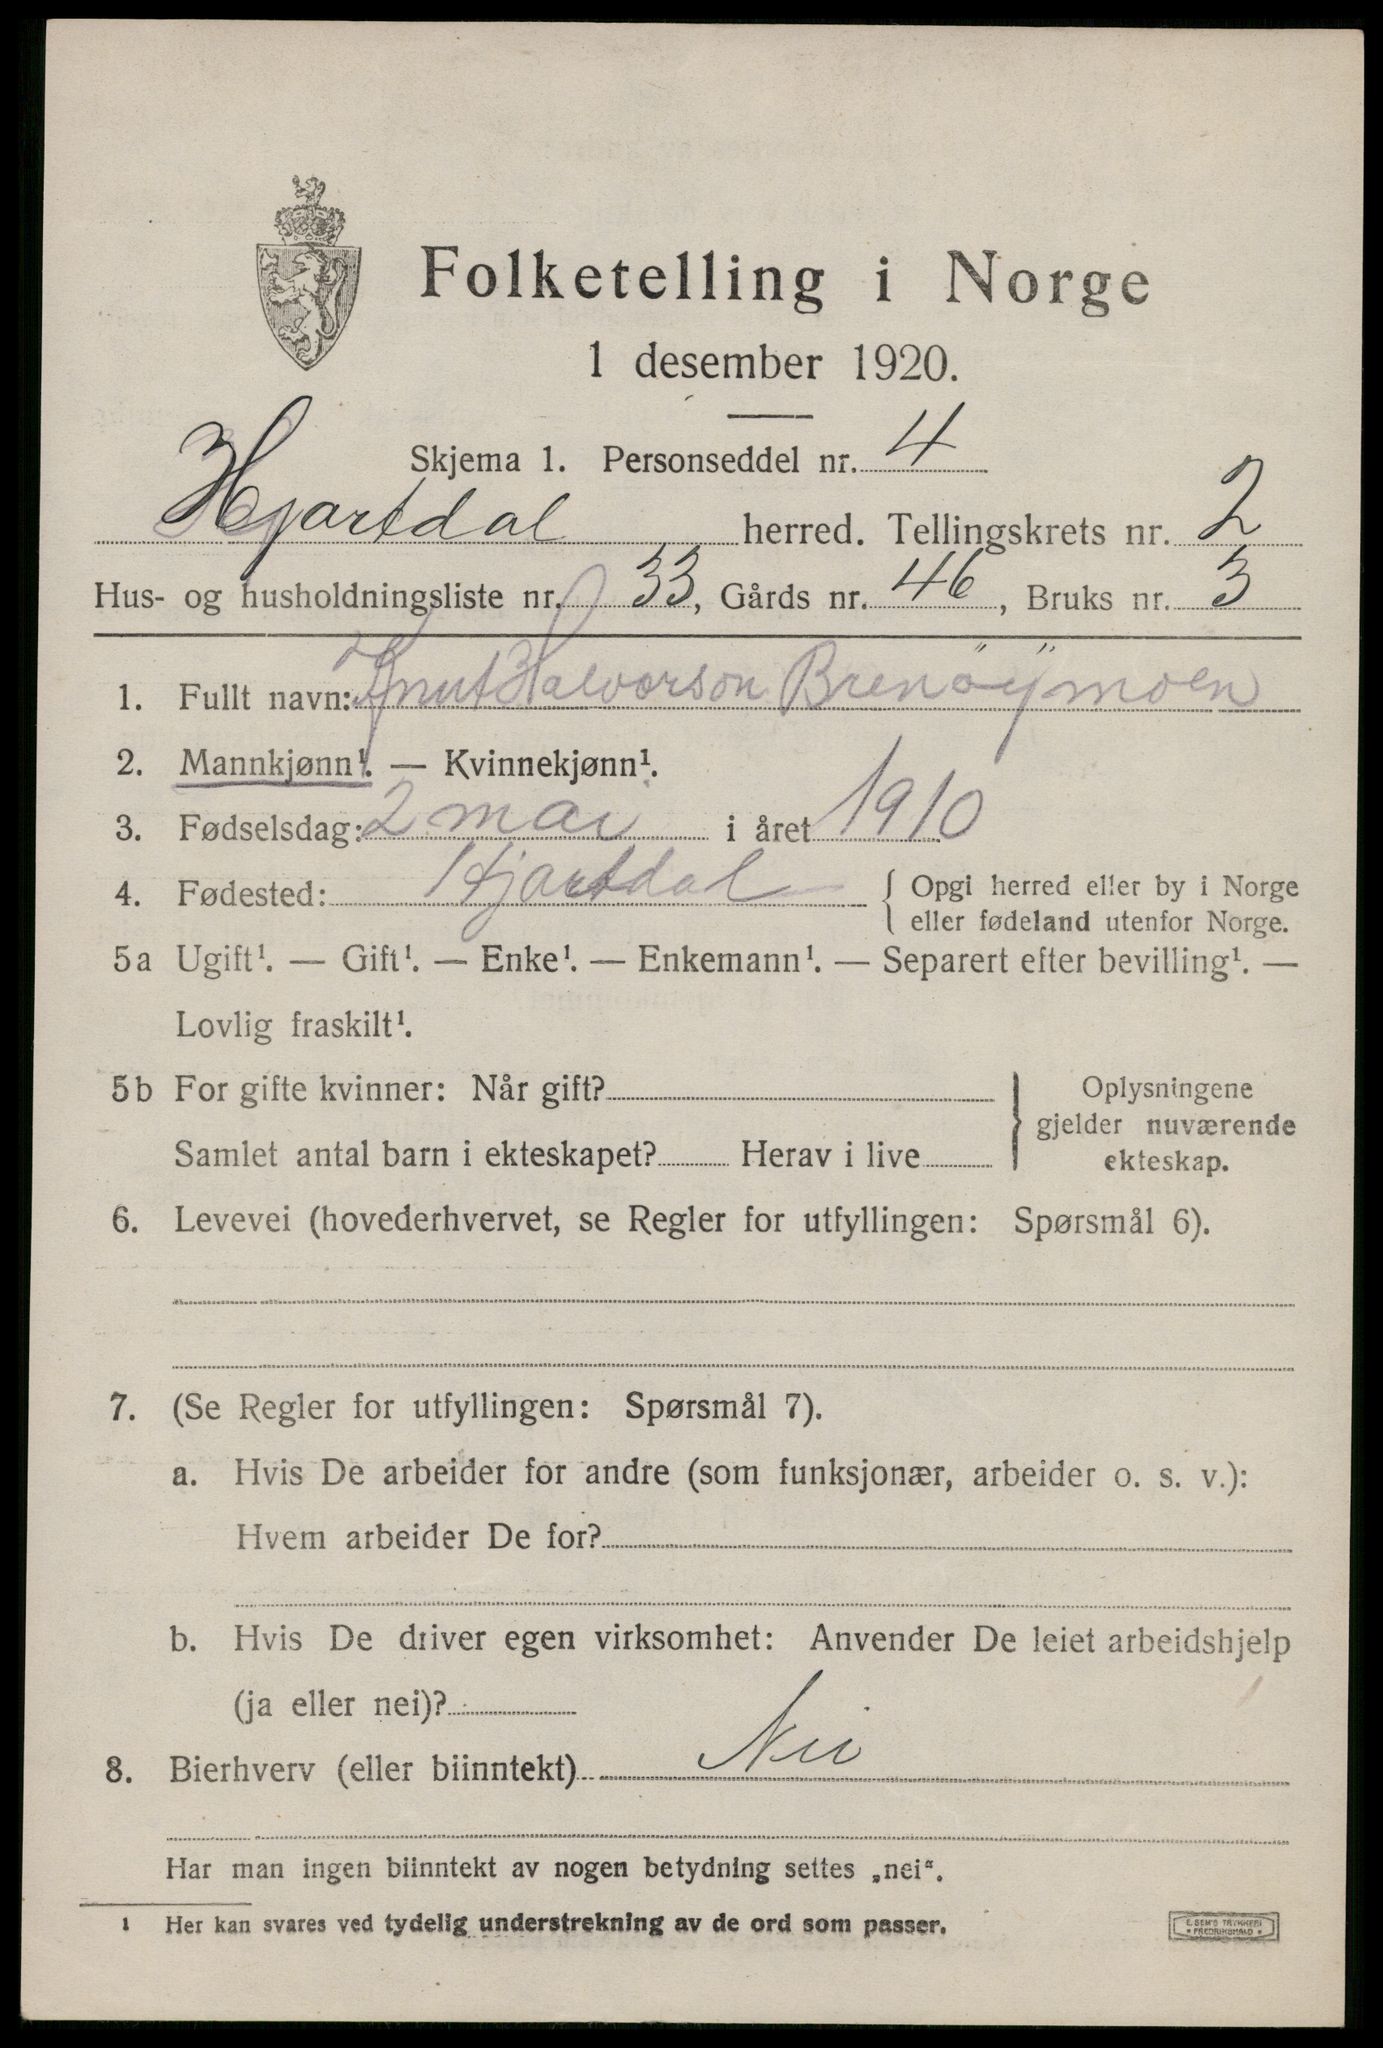 Folketelling i Norge
1 desember 1920.
Skjema 1. Personseddel nr. 4
Hjartdal herred. Tellingskrets nr. 2
Hus- og husholdningsliste nr. 33, Gårds nr. 46, Bruks nr. 3
1. Fullt navn: Knut Halvorson Brenöymoen
2. Mannkjønn¹. — Kvinnekjønn¹.
3. Fødselsdag: 2 mai i året 1910
4. Fødested: Hjartdal { Opgi herred eller by i Norge
eller fødeland utenfor Norge.
5a Ugift¹. — Gift¹. — Enke¹. — Enkemann¹. — Separert efter bevilling¹. —
Lovlig fraskilt¹.
5b For gifte kvinner: Når gift? } Oplysningene
gjelder nuværende
Samlet antal barn i ekteskapet? Herav i live
ekteskap.
6. Levevei (hovederhvervet, se Regler for utfyllingen: Spørsmål 6).
7. (Se Regler for utfyllingen: Spørsmål 7).
a. Hvis De arbeider for andre (som funksjonær, arbeider o. s. v.):
Hvem arbeider De for?
b. Hvis De driver egen virksomhet: Anvender De leiet arbeidshjelp
(ja eller nei)?
8. Bierhverv (eller biinntekt) Nei
Har man ingen biinntekt av nogen betydning settes „nei“.
¹ Her kan svares ved tydelig understrekning av de ord som passer.
E. SEM'S TRYKKERI
FREDRIKSHALD